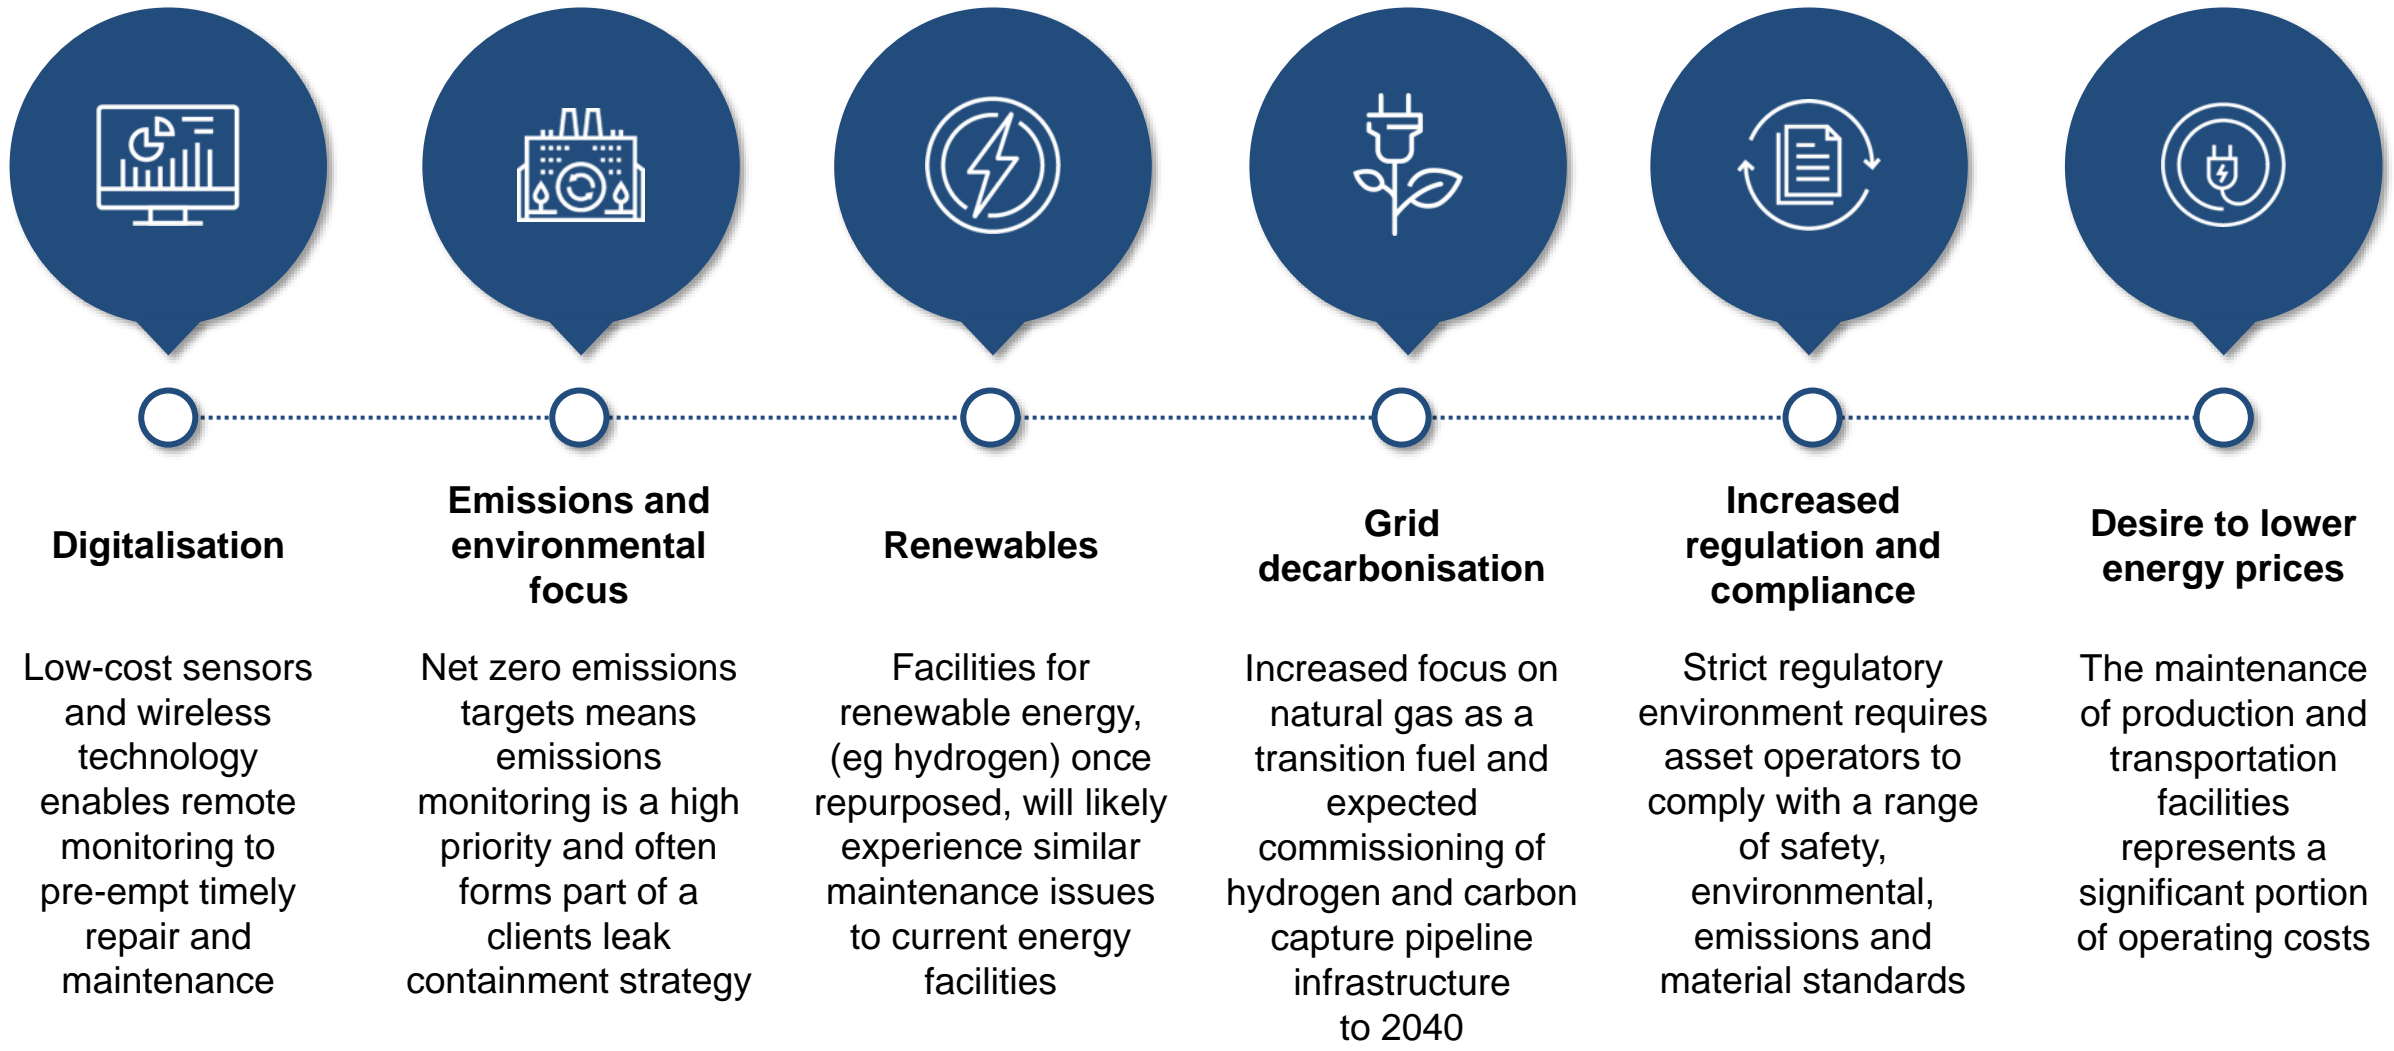 Digitalisation
Low-cost sensors
and wireless
technology
enables remote
monitoring to
pre-empt timely
repair and
maintenance
Emissions and
environmental
focus
Net zero emissions
targets means
emissions
monitoring is a high
priority and often
forms part of a
clients leak
containment strategy
Renewables
Facilities for
renewable energy,
(eg hydrogen) once
repurposed, will likely
experience similar
maintenance issues
to current energy
facilities
Grid
decarbonisation
Increased focus on
natural gas as a
transition fuel and
expected
commissioning of
hydrogen and carbon
capture pipeline
infrastructure
to 2040
Increased
regulation and
compliance
Strict regulatory
environment requires
asset operators to
comply with a range
of safety,
environmental,
emissions and
material standards
Desire to lower
energy prices
The maintenance
of production and
transportation
facilities
represents a
significant portion
of operating costs